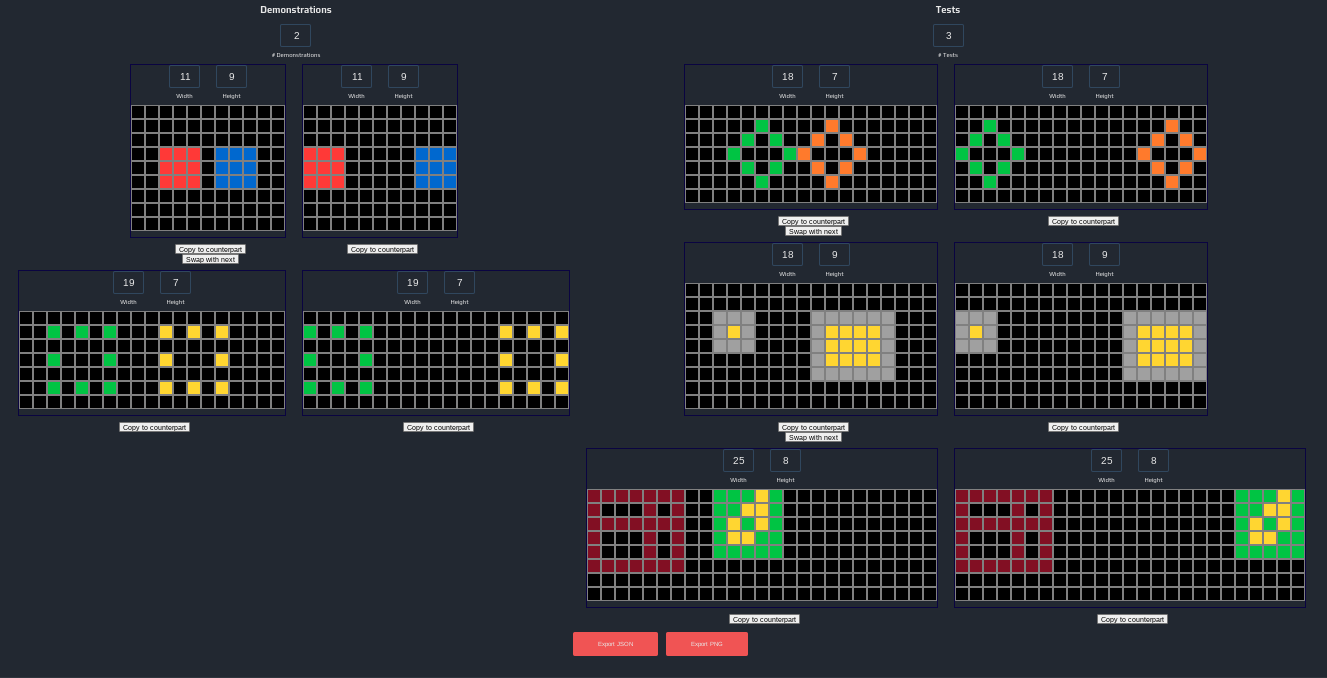 Demonstrations
2
# Demonstrations
11 9
Width Height
11 9
Width Height
Copy to counterpart
Swap with next
Copy to counterpart
19 7
Width Height
19 7
Width Height
Copy to counterpart
Copy to counterpart
Tests
3
# Tests
18 7
Width Height
18 7
Width Height
Copy to counterpart
Swap with next
Copy to counterpart
18 9
Width Height
18 9
Width Height
Copy to counterpart
Swap with next
Copy to counterpart
25 8
Width Height
25 8
Width Height
Copy to counterpart
Copy to counterpart
Export JSON
Export PNG